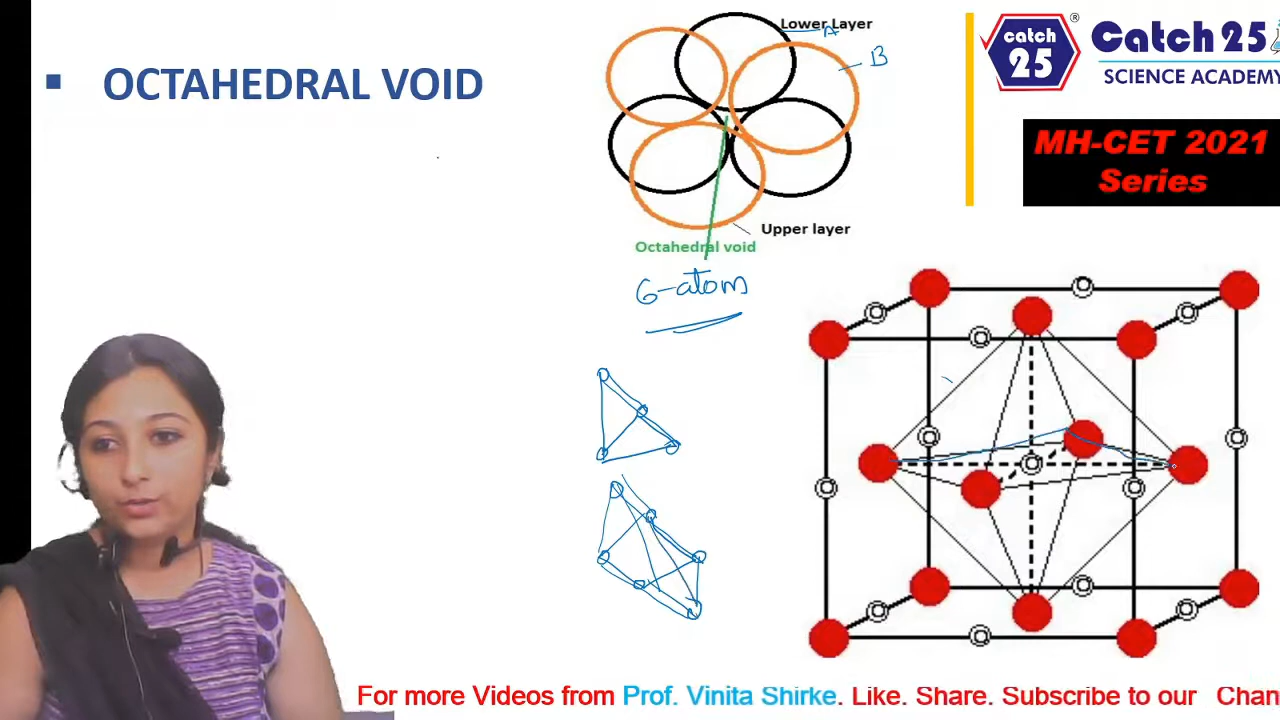 OCTAHEDRAL VOID
Lower Layer
A
B
Upper layer
Octahedral void
6-atom
catch
25
®
Catch 25
SCIENCE ACADEMY
MH-CET 2021
Series
For more Videos from Prof. Vinita Shirke. Like. Share. Subscribe to our Chan